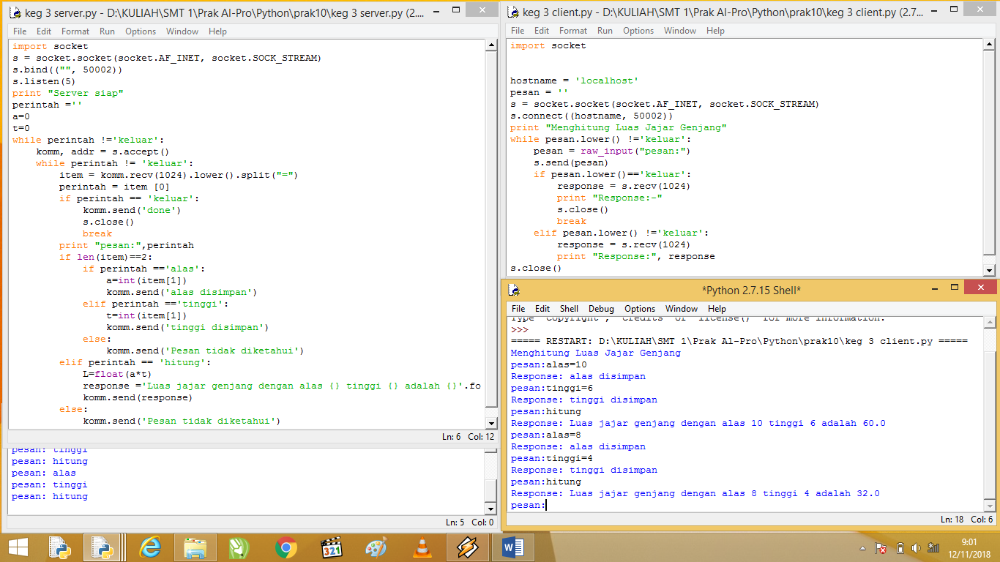 keg 3 server.py - D:\KULIAH\SMT 1\Prak Al-Pro\Python\prak10\keg 3 server.py (2....
File Edit Format Run Options Window Help
import socket
s = socket.socket(socket.AF_INET, socket.SOCK_STREAM)
s.bind(("", 50002))
s.listen(5)
print "Server siap"
perintah =''
a=0
t=0
while perintah !='keluar':
    komm, addr = s.accept()
    while perintah != 'keluar':
        item = komm.recv(1024).lower().split("=")
        perintah = item [0]
        if perintah == 'keluar':
            komm.send('done')
            s.close()
            break
        print "pesan:",perintah
        if len(item)==2:
            if perintah =='alas':
                a=int(item[1])
                komm.send('alas disimpan')
            elif perintah =='tinggi':
                t=int(item[1])
                komm.send('tinggi disimpan')
            else:
                komm.send('Pesan tidak diketahui')
        elif perintah == 'hitung':
            L=float(a*t)
            response ='Luas jajar genjang dengan alas {} tinggi {} adalah {}'.fo
            komm.send(response)
        else:
            komm.send('Pesan tidak diketahui')
Ln: 6 Col: 12
pesan: tinggi
pesan: hitung
pesan: alas
pesan: tinggi
pesan: hitung
Ln: 5 Col: 0
keg 3 client.py - D:\KULIAH\SMT 1\Prak Al-Pro\Python\prak10\keg 3 client.py (2.7...
File Edit Format Run Options Window Help
import socket
hostname = 'localhost'
pesan = ''
s = socket.socket(socket.AF_INET, socket.SOCK_STREAM)
s.connect((hostname, 50002))
print "Menghitung Luas Jajar Genjang"
while pesan.lower() !='keluar':
    pesan = raw_input("pesan:")
    s.send(pesan)
    if pesan.lower()=='keluar':
        response = s.recv(1024)
        print "Response:-"
        s.close()
        break
    elif pesan.lower() !='keluar':
        response = s.recv(1024)
        print "Response:", response
s.close()
*Python 2.7.15 Shell*
File Edit Shell Debug Options Window Help
Type "copyright", "credits" or "license()" for more information.
>>>
===== RESTART: D:\KULIAH\SMT 1\Prak Al-Pro\Python\prak10\keg 3 client.py =====
Menghitung Luas Jajar Genjang
pesan:alas=10
Response: alas disimpan
pesan:tinggi=6
Response: tinggi disimpan
pesan:hitung
Response: Luas jajar genjang dengan alas 10 tinggi 6 adalah 60.0
pesan:alas=8
Response: alas disimpan
pesan:tinggi=4
Response: tinggi disimpan
pesan:hitung
Response: Luas jajar genjang dengan alas 8 tinggi 4 adalah 32.0
pesan:
Ln: 18 Col: 6
321
9:01
12/11/2018